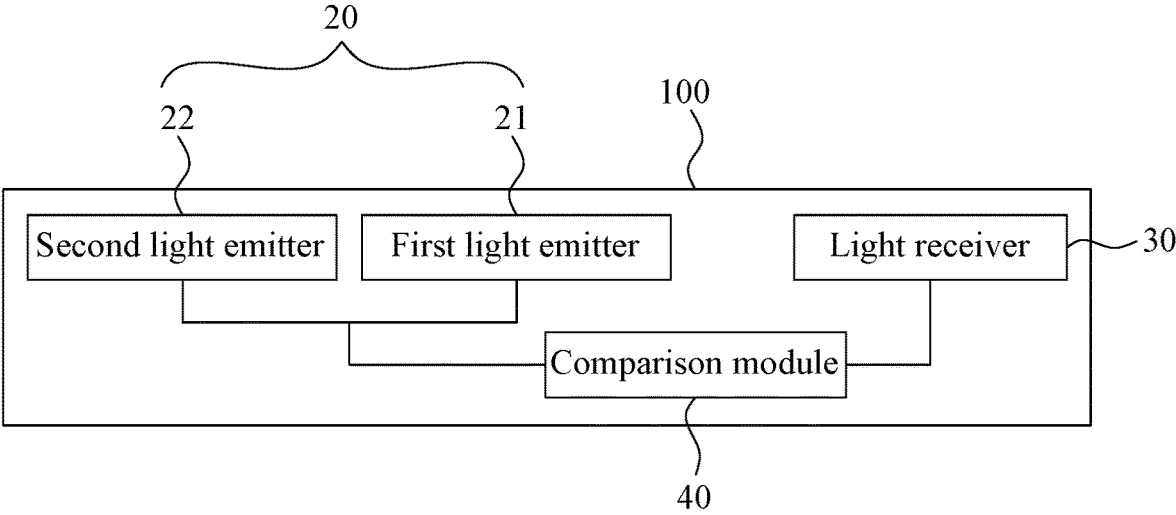 20
22
21
100
Second light emitter
First light emitter
Light receiver
30
Comparison module
40